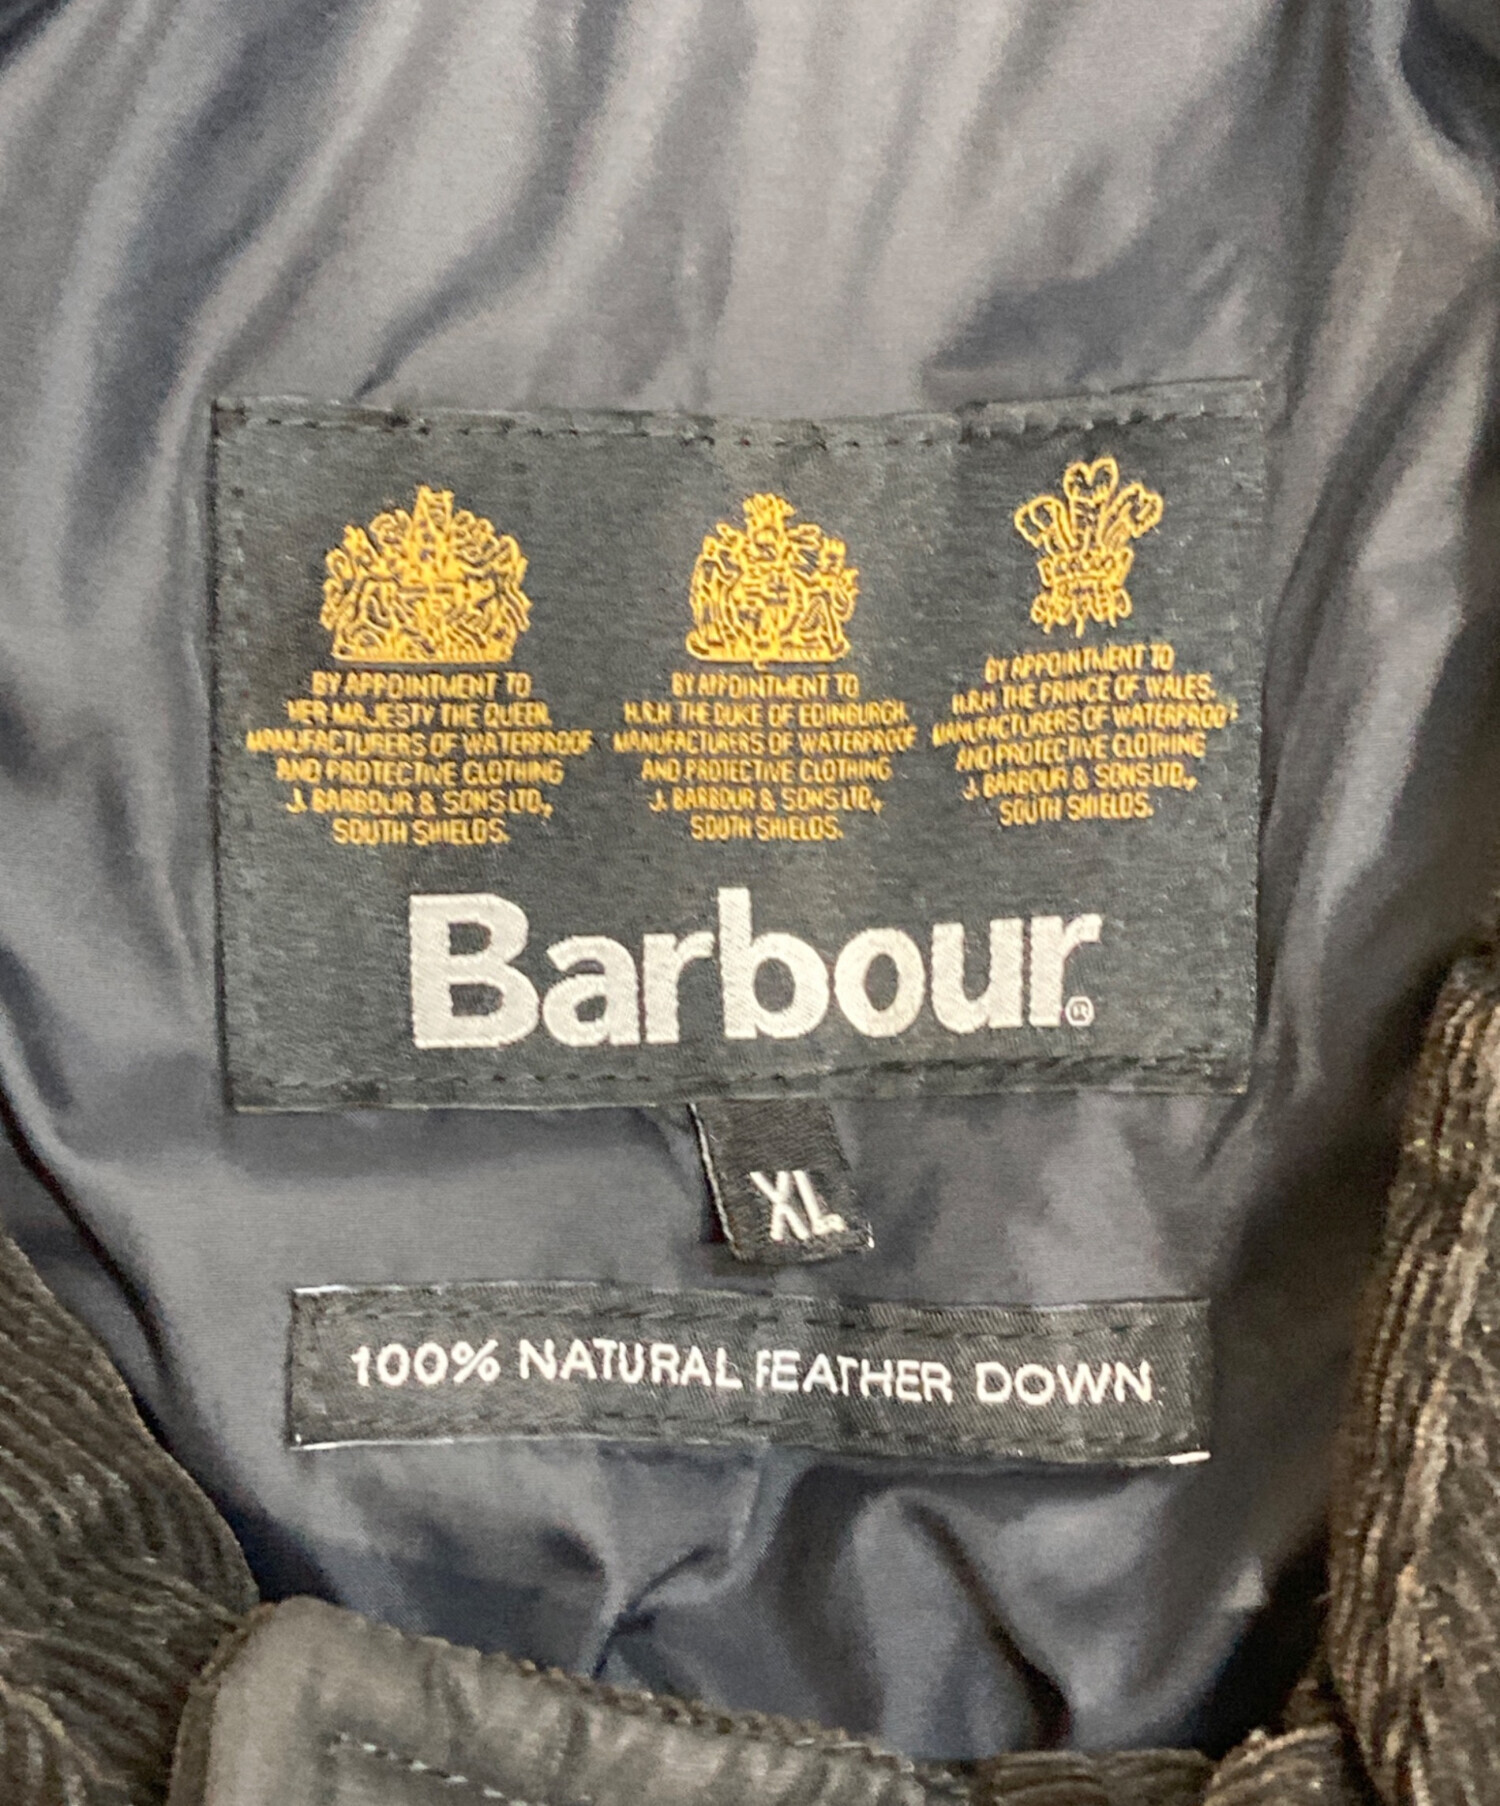 BY APPOINTMENT TO
HER MAJESTY THE QUEEN.
MANUFACTURERS OF WATERPROOF
AND PROTECTIVE CLOTHING
J. BARBOUR & SONS LTD.,
SOUTH SHIELDS.
BY APPOINTMENT TO
H.R.H THE DUKE OF EDINBURGH.
MANUFACTURERS OF WATERPROOF
AND PROTECTIVE CLOTHING
J. BARBOUR & SONS LTD.,
SOUTH SHIELDS.
BY APPOINTMENT TO
H.R.H THE PRINCE OF WALES.
MANUFACTURERS OF WATERPROOF
AND PROTECTIVE CLOTHING
J. BARBOUR & SONS LTD.,
SOUTH SHIELDS.
Barbour®
XL
100% NATURAL FEATHER DOWN